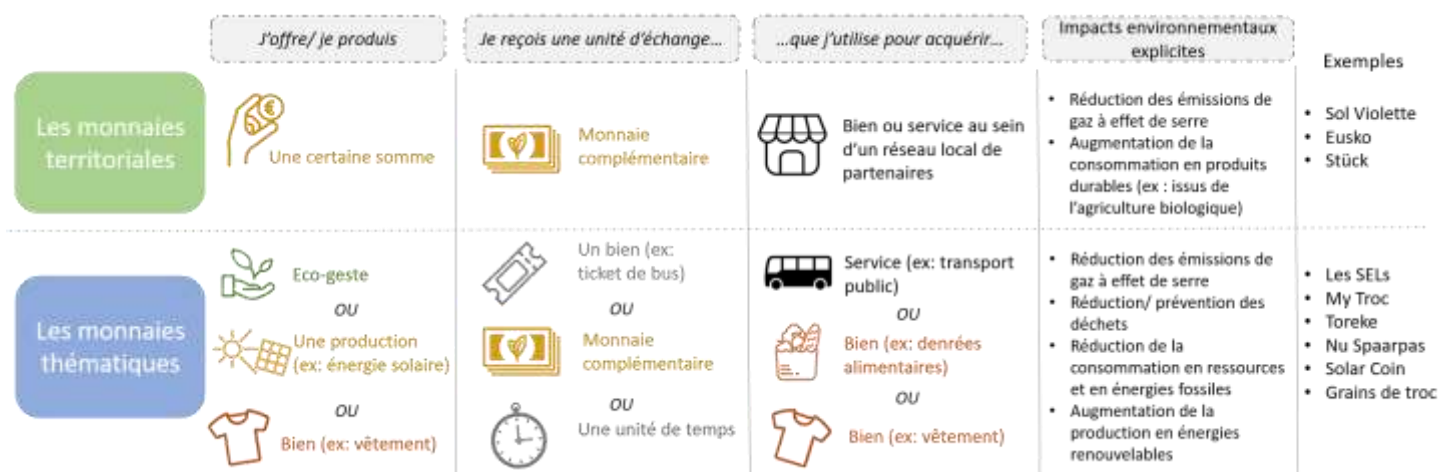 J'offre/ je produis
Je reçois une unité d'échange…
…que j'utilise pour acquérir…
Impacts environnementaux
explicites
Exemples
Les monnaies
territoriales
Une certaine somme
Monnaie
complémentaire
Bien ou service au sein
d'un réseau local de
partenaires
• Réduction des émissions de
gaz à effet de serre
• Augmentation de la
consommation en produits
durables (ex : issus de
l'agriculture biologique)
• Sol Violette
• Eusko
• Stück
Les monnaies
thématiques
Eco-geste
OU
Une production
(ex: énergie solaire)
OU
Bien (ex: vêtement)
Un bien (ex:
ticket de bus)
OU
Monnaie
complémentaire
OU
Une unité de temps
Service (ex: transport
public)
OU
Bien (ex: denrées
alimentaires)
OU
Bien (ex: vêtement)
• Réduction des émissions de
gaz à effet de serre
• Réduction/ prévention des
déchets
• Réduction de la
consommation en ressources
et en énergies fossiles
• Augmentation de la
production en énergies
renouvelables
• Les SELs
• My Troc
• Toreke
• Nu Spaarpas
• Solar Coin
• Grains de troc